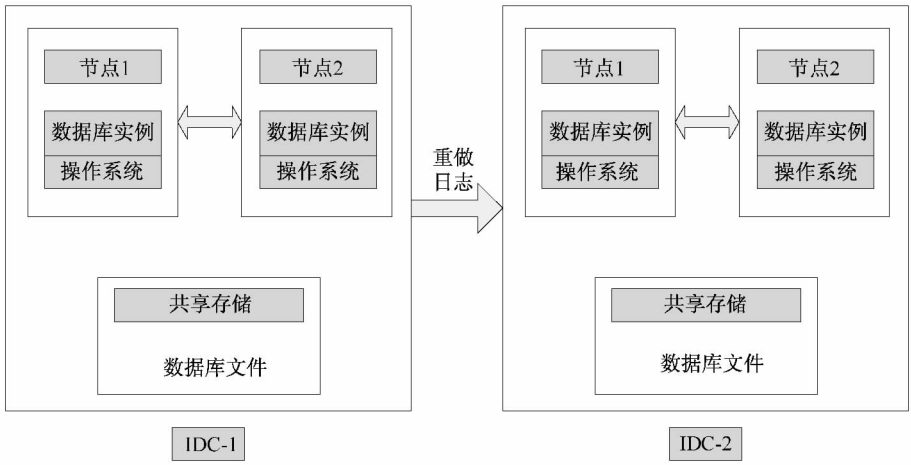 节点1
数据库实例
操作系统
节点2
数据库实例
操作系统
共享存储
数据库文件
IDC-1
重做
日志
节点1
数据库实例
操作系统
节点2
数据库实例
操作系统
共享存储
数据库文件
IDC-2